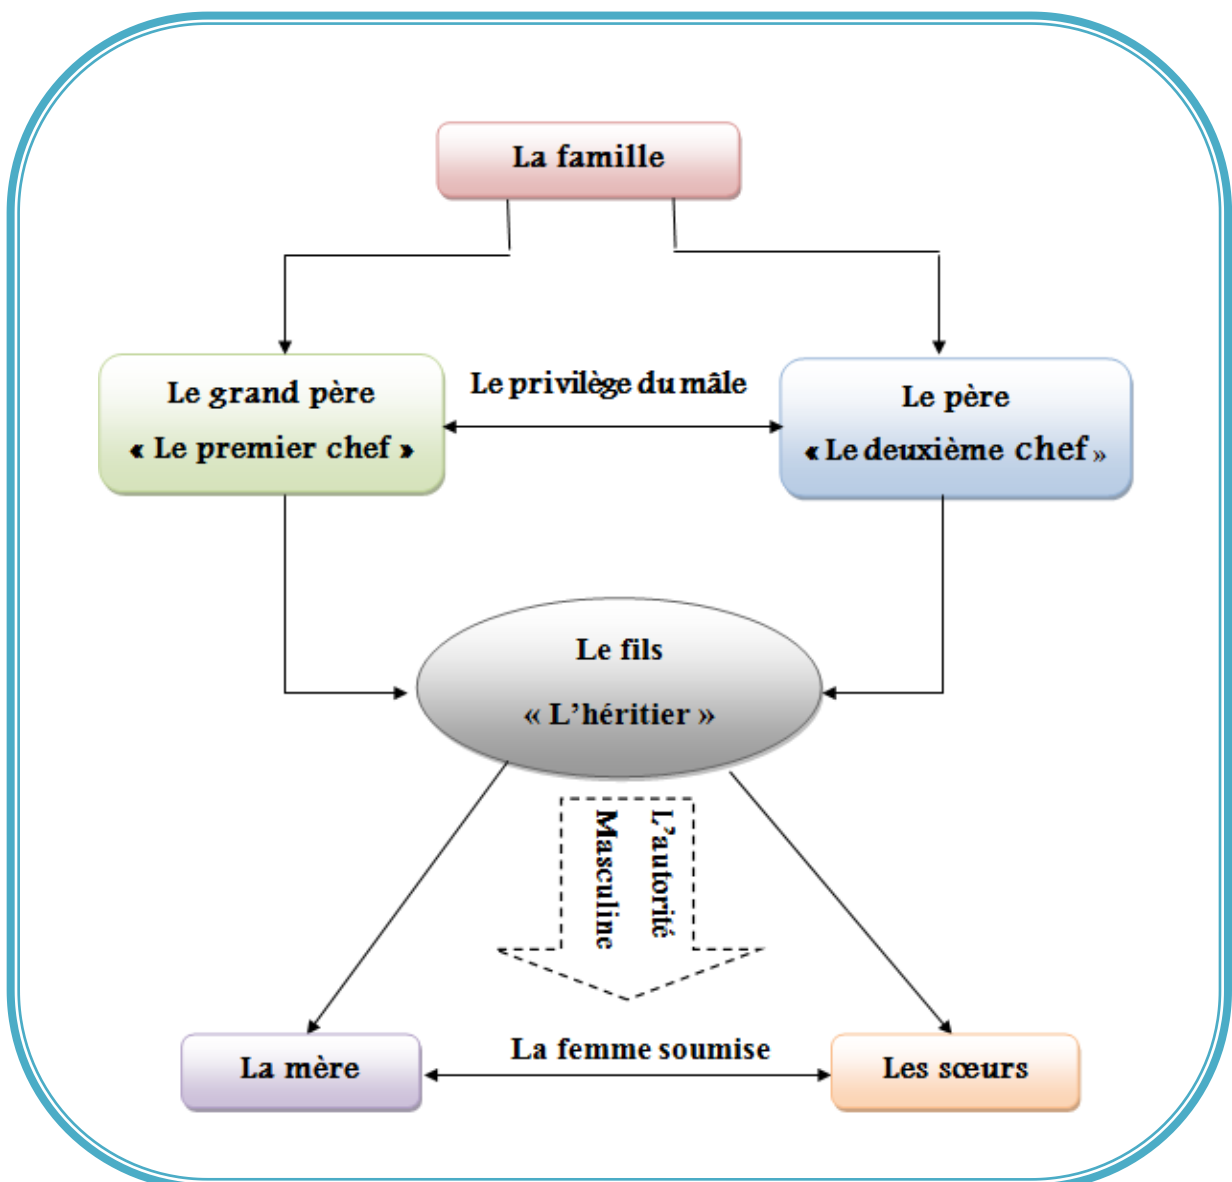 La famille
Le grand père
« Le premier chef »
Le privilège du mâle
Le père
« Le deuxième chef »
Le fils
« L’héritier »
L’autorité
Masculine
La mère
La femme soumise
Les sœurs